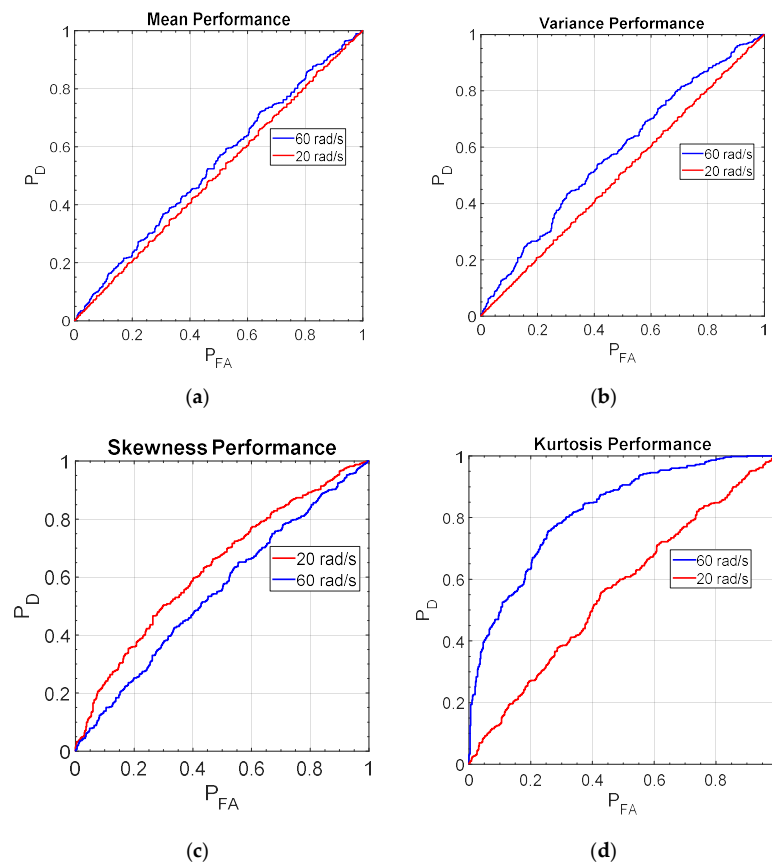 Mean Performance
1
0.8
0.6
0.4
0.2
0
P_D
60 rad/s
20 rad/s
0 0.2 0.4 0.6 0.8 1
P_FA
(a)
Variance Performance
1
0.8
0.6
0.4
0.2
0
P_D
60 rad/s
20 rad/s
0 0.2 0.4 0.6 0.8 1
P_FA
(b)
Skewness Performance
1
0.8
0.6
0.4
0.2
0
P_D
20 rad/s
60 rad/s
0 0.2 0.4 0.6 0.8 1
P_FA
(c)
Kurtosis Performance
1
0.8
0.6
0.4
0.2
0
P_D
60 rad/s
20 rad/s
0 0.2 0.4 0.6 0.8
P_FA
(d)